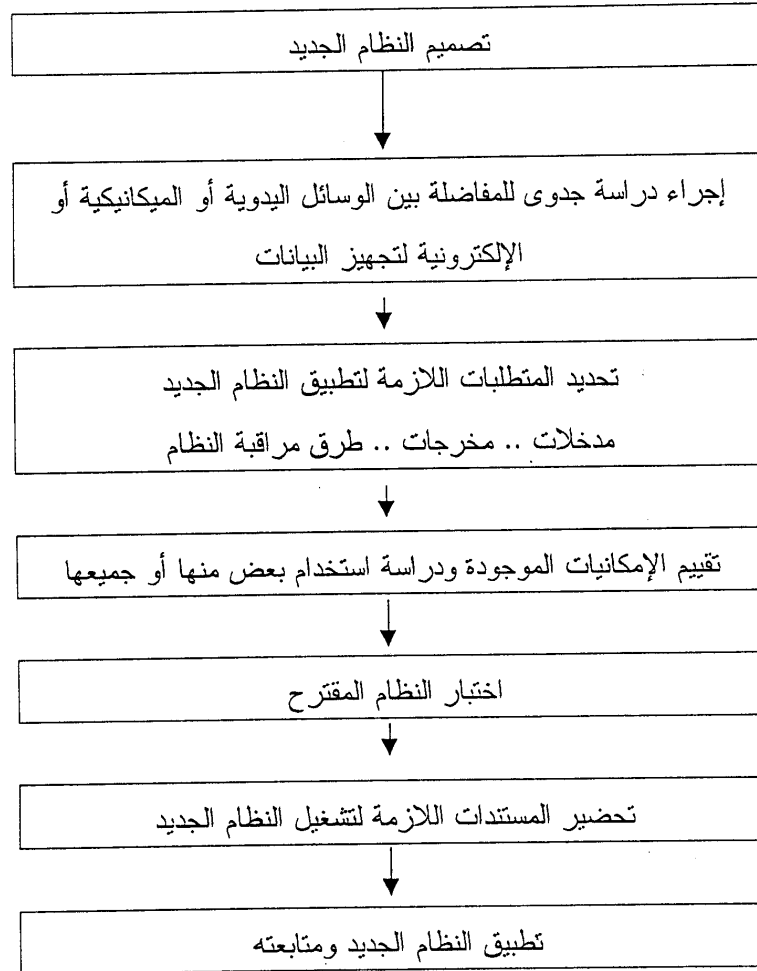 تصميم النظام الجديد
إجراء دراسة جدوى للمفاضلة بين الوسائل اليدوية أو الميكانيكية أو
الإلكترونية لتجهيز البيانات
تحديد المتطلبات اللازمة لتطبيق النظام الجديد
مدخلات .. مخرجات .. طرق مراقبة النظام
تقييم الإمكانيات الموجودة ودراسة استخدام بعض منها أو جميعها
اختبار النظام المقترح
تحضير المستندات اللازمة لتشغيل النظام الجديد
تطبيق النظام الجديد ومتابعته